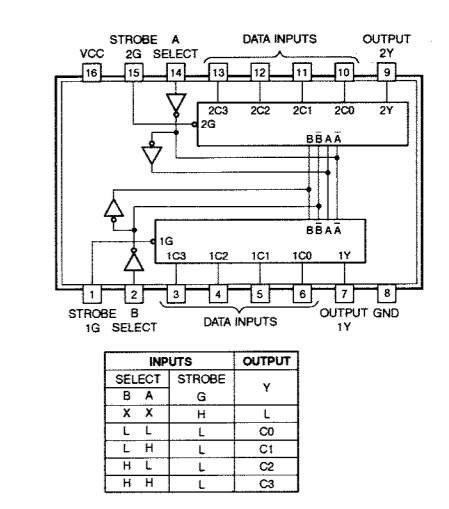 STROBE A DATA INPUTS OUTPUT
VCC 2G SELECT 2Y
16 15 14 13 12 11 10 9
2C3 2C2 2C1 2C0 2Y
2G
B B̅ A A̅
B B̅ A A̅
1G
1C3 1C2 1C1 1C0 1Y
1 2 3 4 5 6 7 8
STROBE B DATA INPUTS OUTPUT GND
1G SELECT 1Y
INPUTS OUTPUT
SELECT STROBE Y
B A G
X X H L
L L L C0
L H L C1
H L L C2
H H L C3